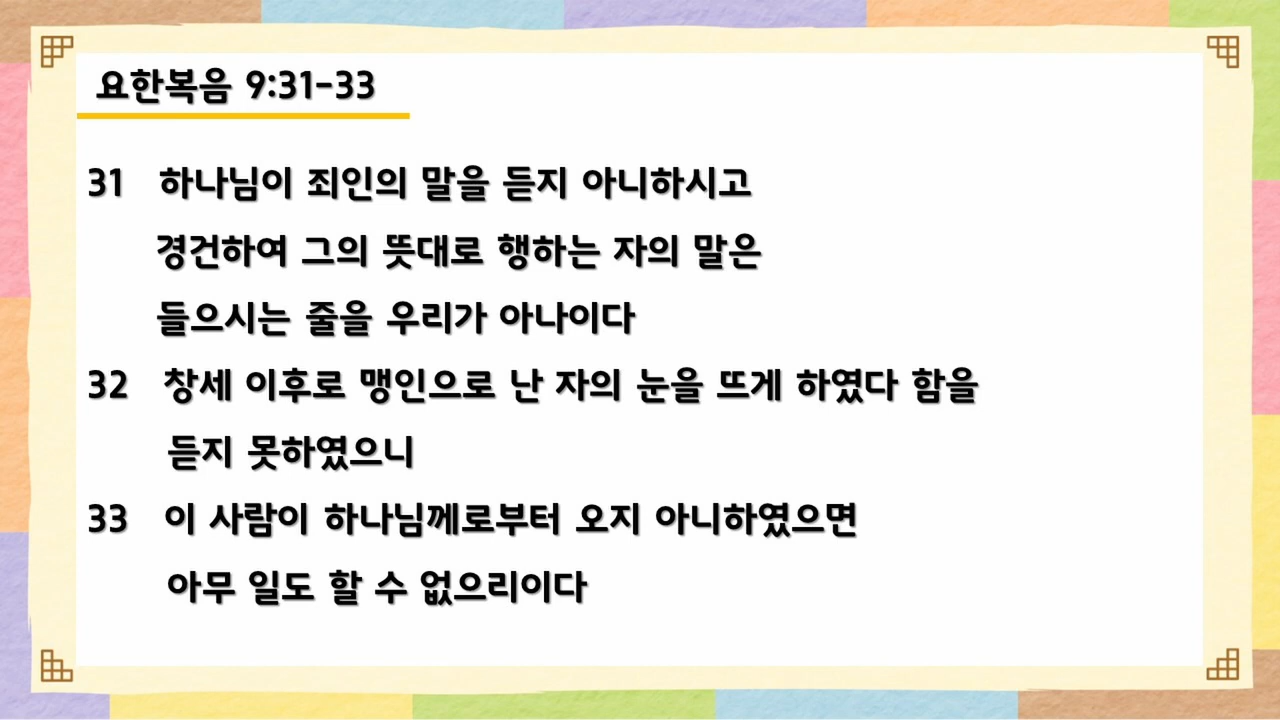 요한복음 9:31-33
31 하나님이 죄인의 말을 듣지 아니하시고
경건하여 그의 뜻대로 행하는 자의 말은
들으시는 줄을 우리가 아나이다
32 창세 이후로 맹인으로 난 자의 눈을 뜨게 하였다 함을
듣지 못하였으니
33 이 사람이 하나님께로부터 오지 아니하였으면
아무 일도 할 수 없으리이다